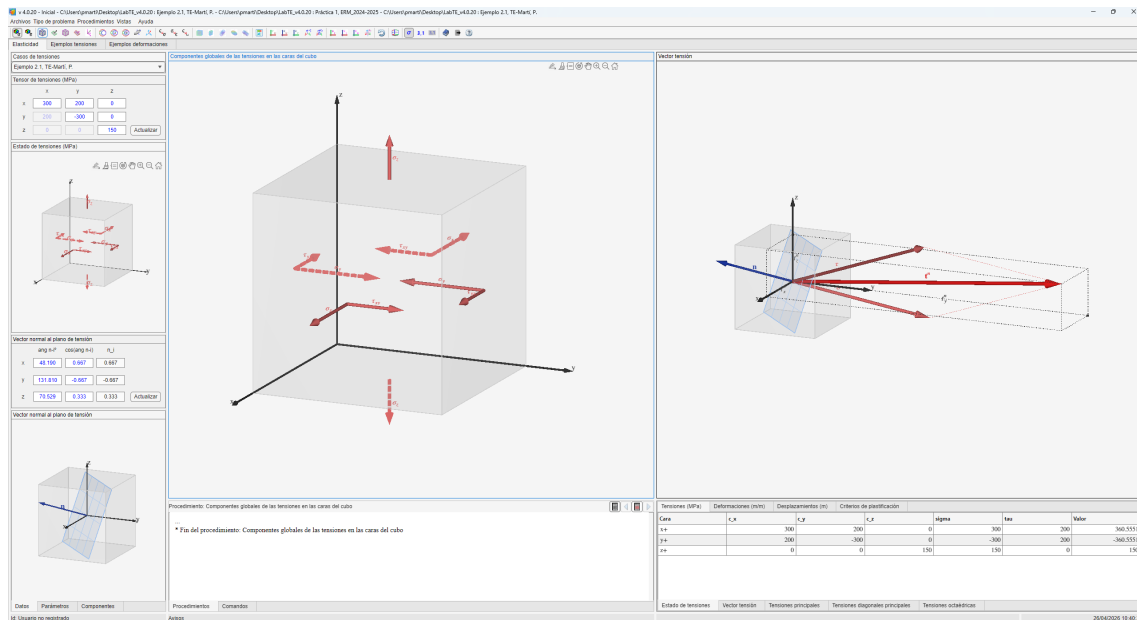 v 4.0.20 - Inicial - C:\Users\pmarti\Desktop\LabTE_v4.0.20 : Ejemplo 2.1, TE-Martí, P. - C:\Users\pmarti\Desktop\LabTE_v4.0.20 : Práctica 1, ERM_2024-2025 - C:\Users\pmarti\Desktop\LabTE_v4.0.20 : Ejemplo 2.1, TE-Martí, P.
Archivos Tipo de problema Procedimientos Vistas Ayuda
Elasticidad Ejemplos tensiones Ejemplos deformaciones
Casos de tensiones
Ejemplo 2.1, TE-Martí, P.
Tensor de tensiones (MPa)
x y z
x 300 200 0
y 200 -300 0
z 0 0 150 Actualizar
Estado de tensiones (MPa)
z
y
Vector normal al plano de tensión
ang n-i^o cos(ang n-i) n_i
x 48.190 0.667 0.667
y 131.810 -0.667 -0.667
z 70.529 0.333 0.333 Actualizar
Vector normal al plano de tensión
z
n
x
y
Datos Parámetros Componentes
Id: Usuario no registrado
Componentes globales de las tensiones en las caras del cubo
z
y
x
Procedimiento: Componentes globales de las tensiones en las caras del cubo
...
* Fin del procedimiento: Componentes globales de las tensiones en las caras del cubo
Procedimientos Comandos
Avisos
Vector tensión
z
n
y
x
Tensiones (MPa) Deformaciones (m/m) Desplazamientos (m) Criterios de plastificación
Cara c_x c_y c_z sigma tau Valor
x+ 300 200 0 300 200 360.5551
y+ 200 -300 0 -300 200 -360.5551
z+ 0 0 150 150 0 150
Estado de tensiones Vector tensión Tensiones principales Tensiones diagonales principales Tensiones octaédricas
26/04/2026 19:40